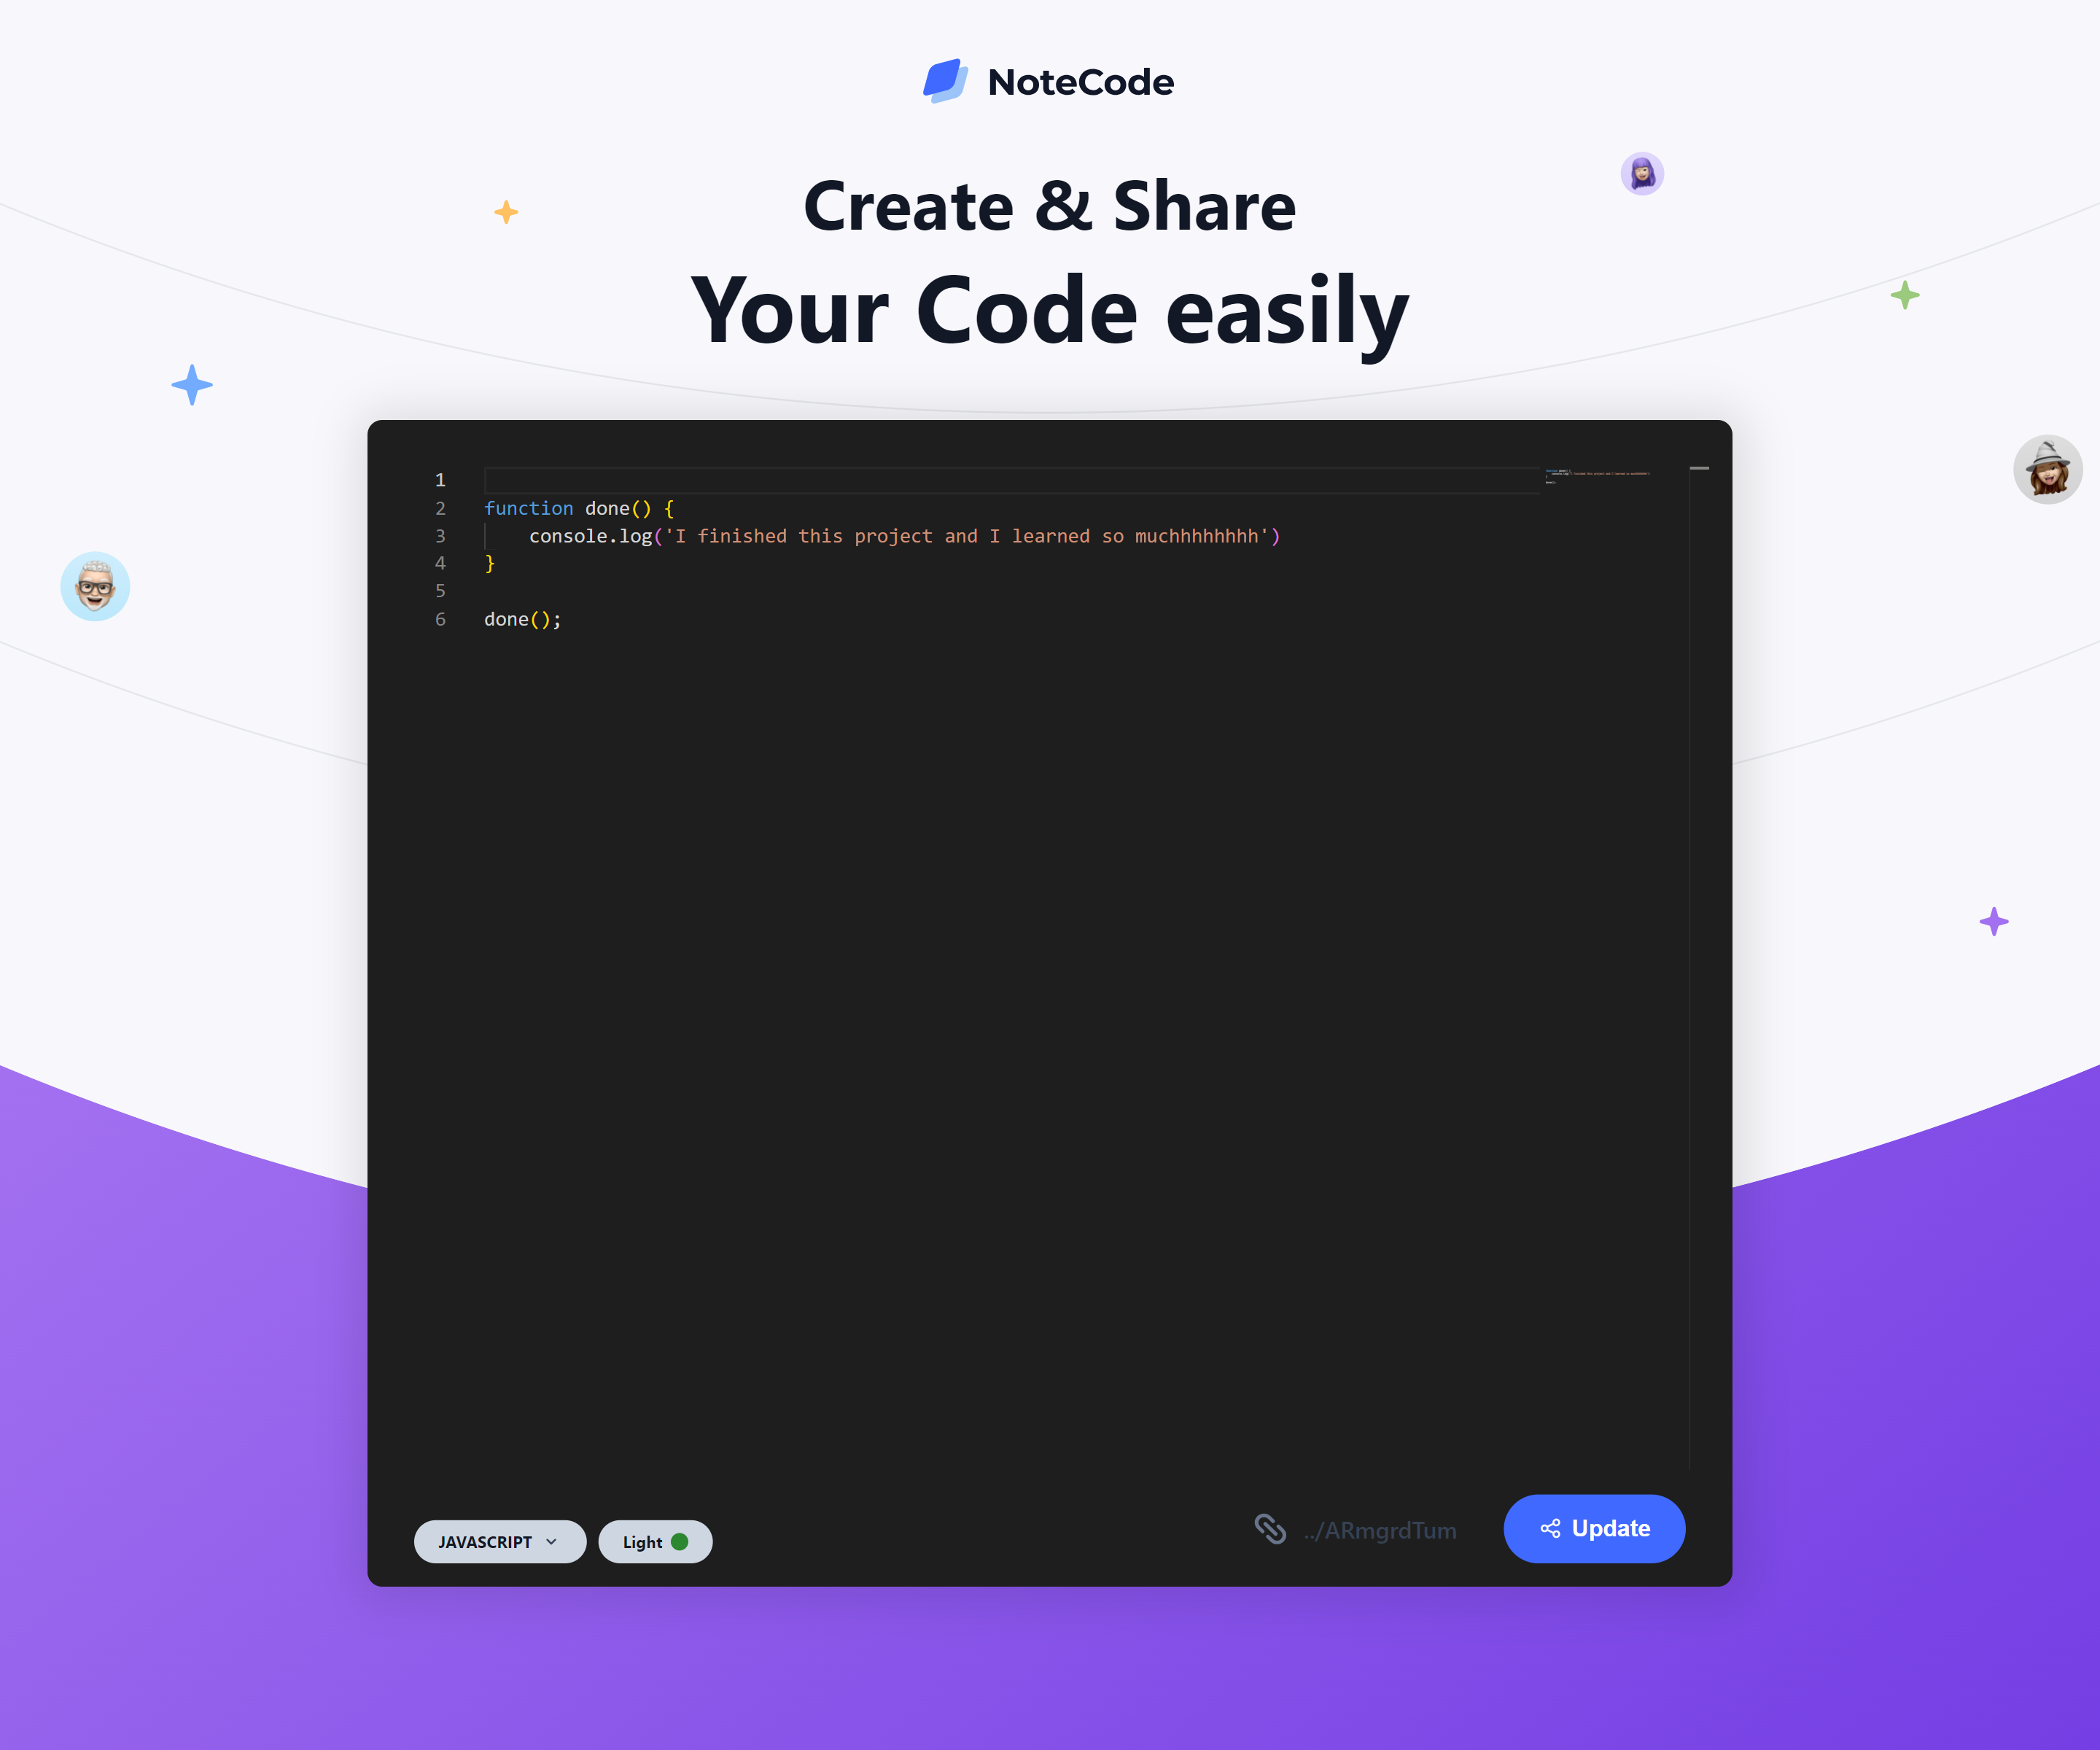 NoteCode
Create & Share
Your Code easily
1
2 function done() {
3 console.log('I finished this project and I learned so muchhhhhhhh')
4 }
5
6 done();
JAVASCRIPT
Light
../ARmgrdTum
Update